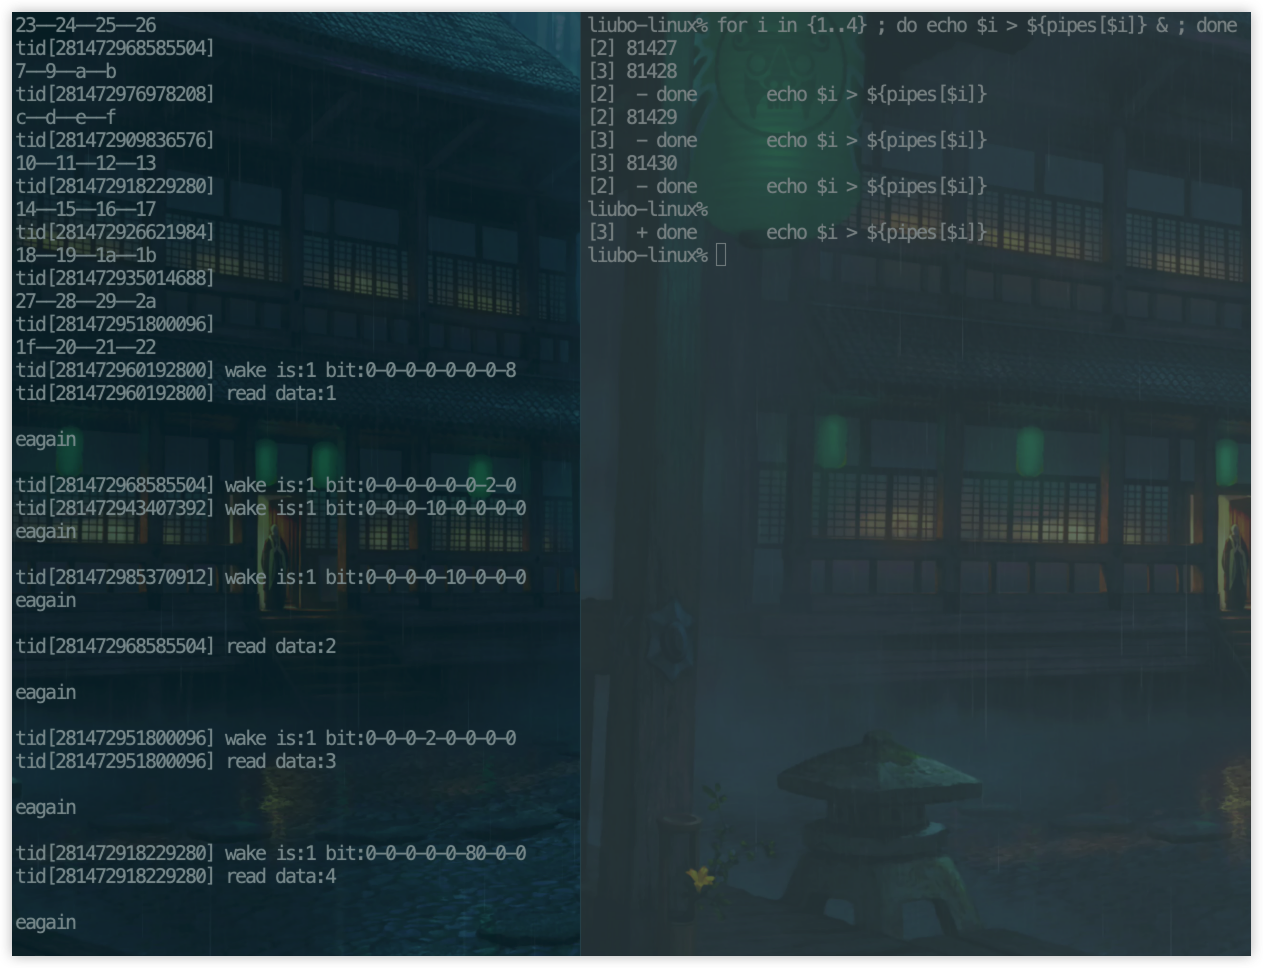 23--24--25--26
tid[281472968585504]
7--9--a--b
tid[281472976978208]
c--d--e--f
tid[281472909836576]
10--11--12--13
tid[281472918229280]
14--15--16--17
tid[281472926621984]
18--19--1a--1b
tid[281472935014688]
27--28--29--2a
tid[281472951800096]
1f--20--21--22
tid[281472960192800] wake is:1 bit:0-0-0-0-0-0-0-8
tid[281472960192800] read data:1
eagain
tid[281472968585504] wake is:1 bit:0-0-0-0-0-0-2-0
tid[281472943407392] wake is:1 bit:0-0-0-10-0-0-0-0
eagain
tid[281472985370912] wake is:1 bit:0-0-0-0-10-0-0-0
eagain
tid[281472968585504] read data:2
eagain
tid[281472951800096] wake is:1 bit:0-0-0-2-0-0-0-0
tid[281472951800096] read data:3
eagain
tid[281472918229280] wake is:1 bit:0-0-0-0-0-80-0-0
tid[281472918229280] read data:4
eagain
liubo-linux% for i in {1..4} ; do echo $i > ${pipes[$i]} & ; done
[2] 81427
[3] 81428
[2]  - done       echo $i > ${pipes[$i]}
[2] 81429
[3]  - done       echo $i > ${pipes[$i]}
[3] 81430
[2]  - done       echo $i > ${pipes[$i]}
liubo-linux%
[3]  + done       echo $i > ${pipes[$i]}
liubo-linux%